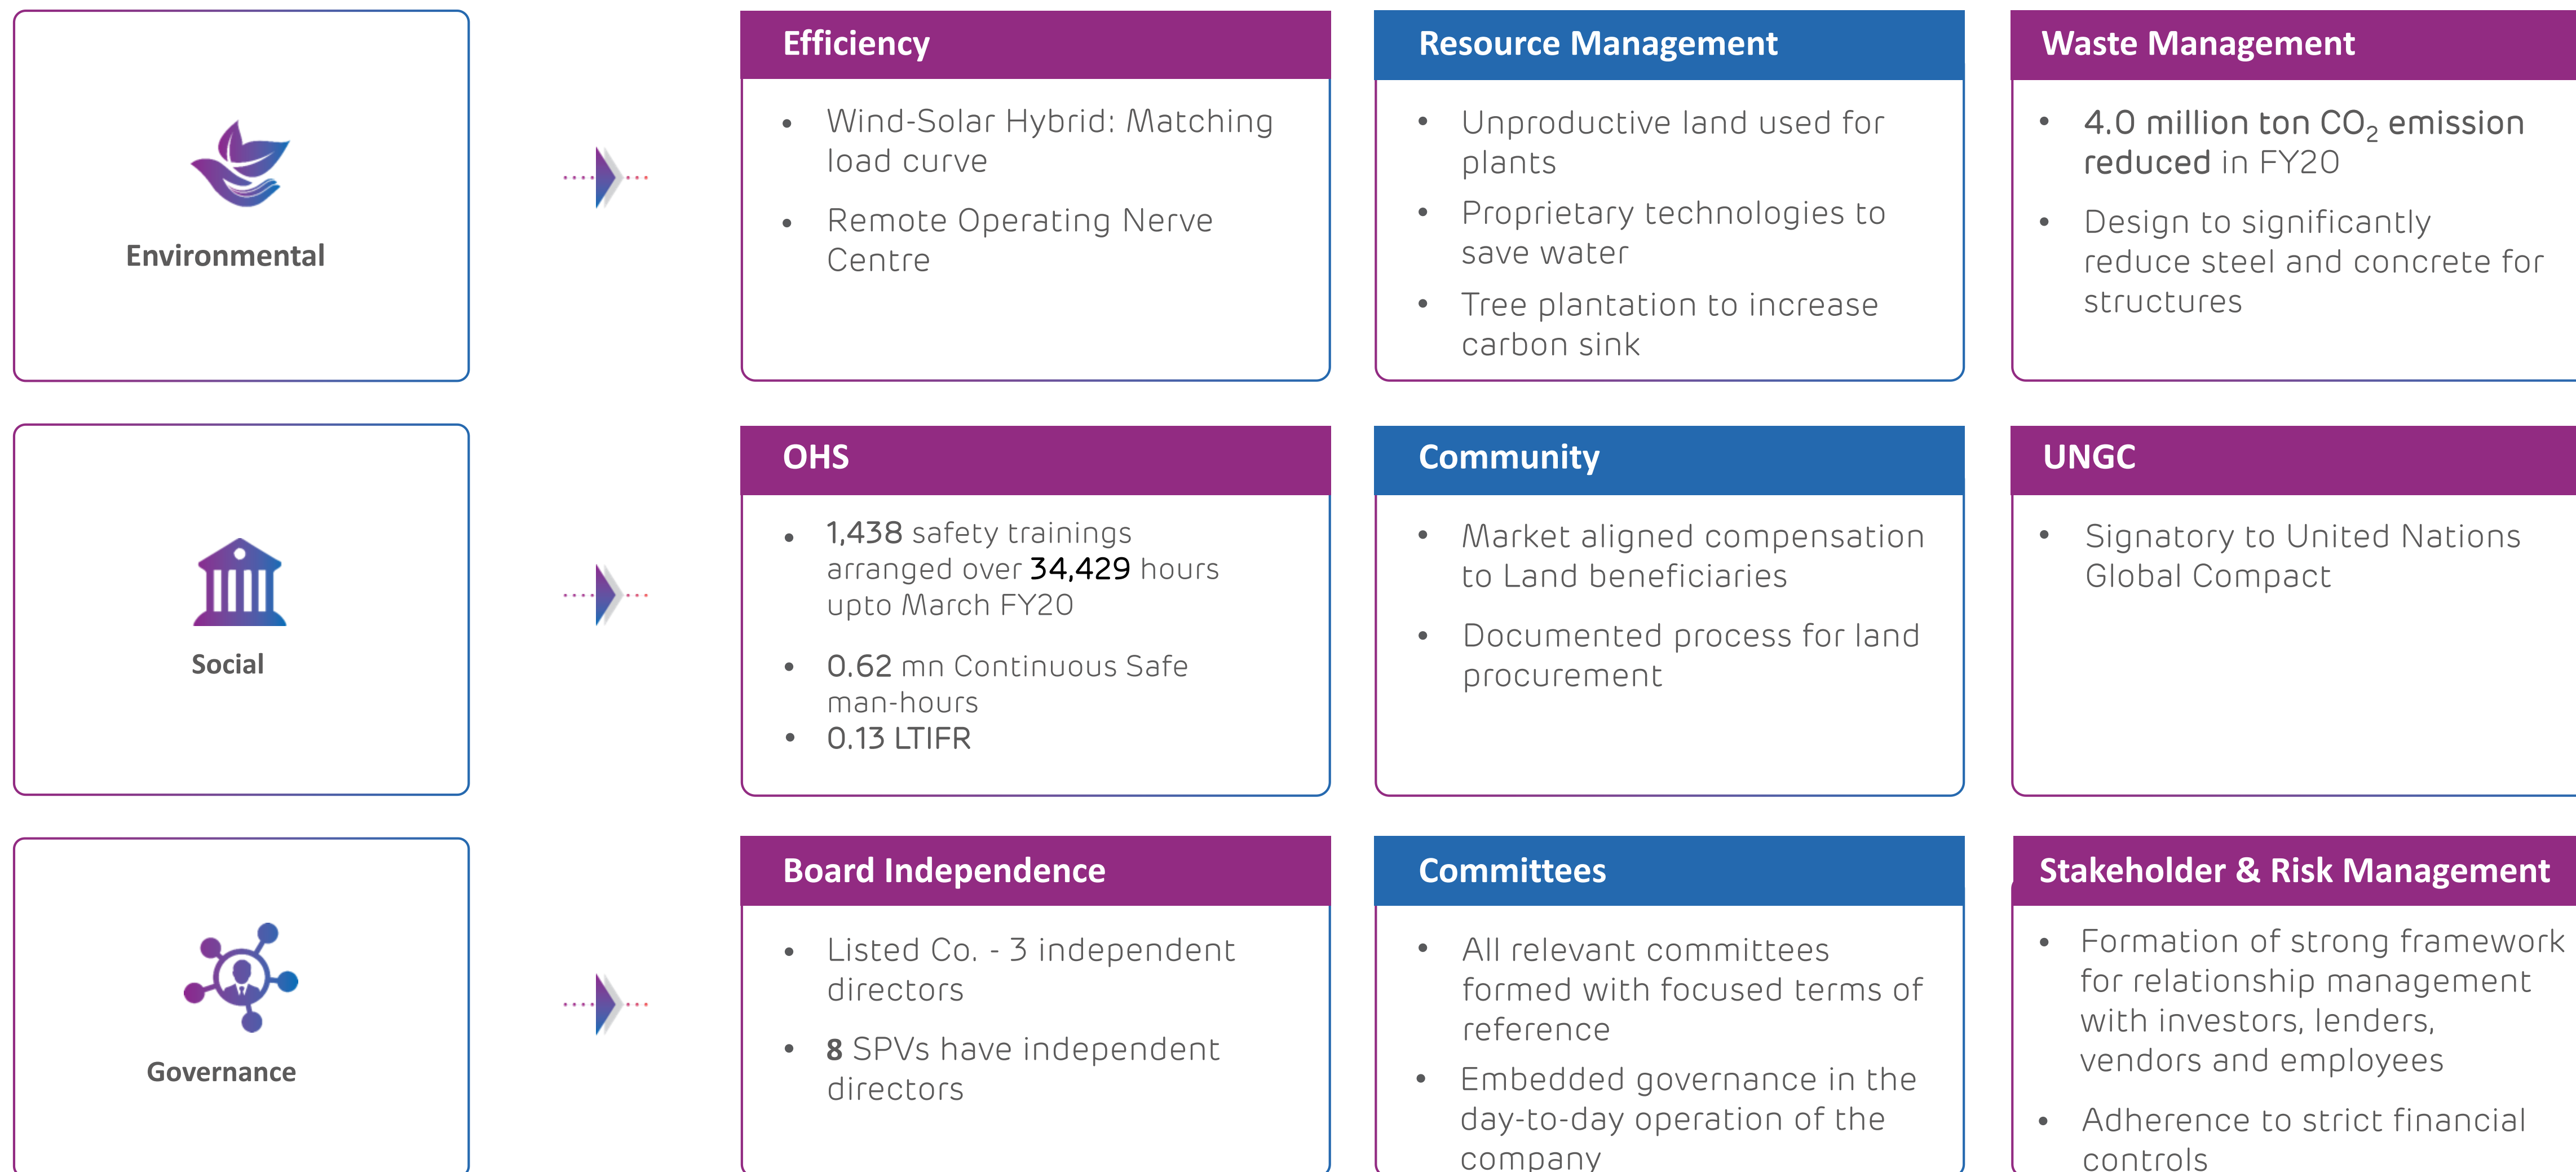 Environmental
Efficiency
• Wind-Solar Hybrid: Matching
load curve
• Remote Operating Nerve
Centre
Resource Management
• Unproductive land used for
plants
• Proprietary technologies to
save water
• Tree plantation to increase
carbon sink
Waste Management
• 4.0 million ton CO₂ emission
reduced in FY20
• Design to significantly
reduce steel and concrete for
structures
Social
OHS
• 1,438 safety trainings
arranged over 34,429 hours
upto March FY20
• 0.62 mn Continuous Safe
man-hours
• 0.13 LTIFR
Community
• Market aligned compensation
to Land beneficiaries
• Documented process for land
procurement
UNGC
• Signatory to United Nations
Global Compact
Governance
Board Independence
• Listed Co. - 3 independent
directors
• 8 SPVs have independent
directors
Committees
• All relevant committees
formed with focused terms of
reference
• Embedded governance in the
day-to-day operation of the
company
Stakeholder & Risk Management
• Formation of strong framework
for relationship management
with investors, lenders,
vendors and employees
• Adherence to strict financial
controls